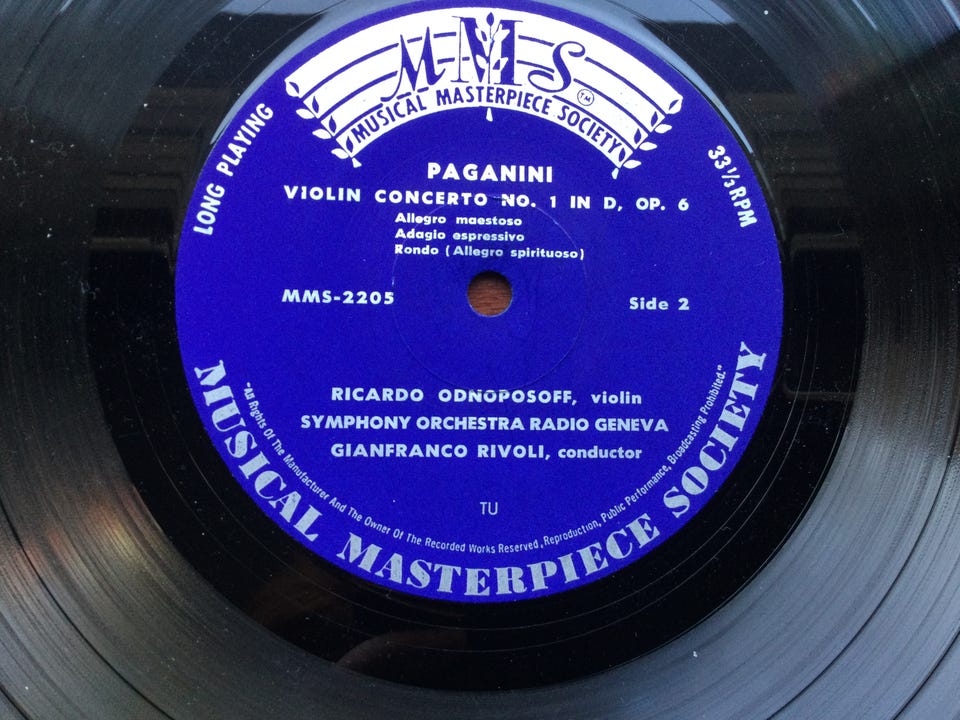 MMS
TM
MUSICAL MASTERPIECE SOCIETY
LONG PLAYING
33 1/3 RPM
PAGANINI
VIOLIN CONCERTO NO. 1 IN D, OP. 6
Allegro maestoso
Adagio espressivo
Rondo (Allegro spirituoso)
MMS-2205
Side 2
RICARDO ODNOPOSOFF, violin
SYMPHONY ORCHESTRA RADIO GENEVA
GIANFRANCO RIVOLI, conductor
TU
"All Rights Of The Manufacturer And The Owner Of The Recorded Works Reserved, Reproduction, Public Performance, Broadcasting Prohibited."
MUSICAL MASTERPIECE SOCIETY